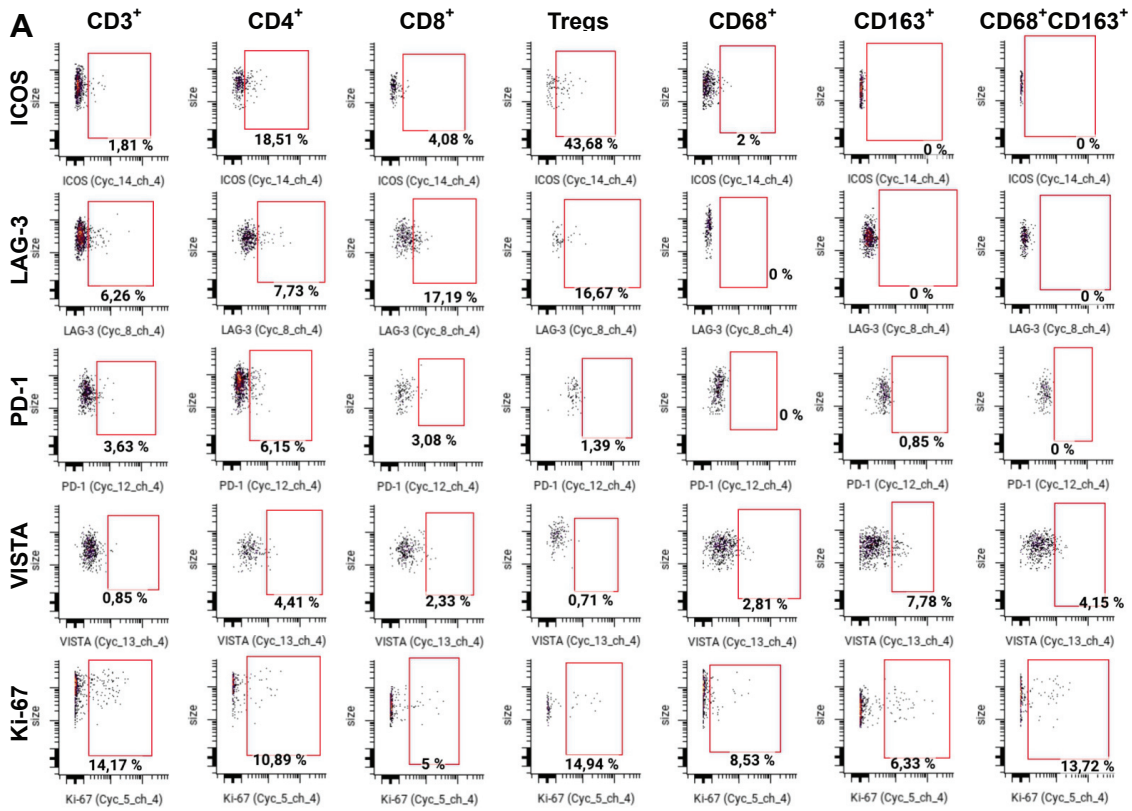 A
CD3+ CD4+ CD8+ Tregs CD68+ CD163+ CD68+CD163+
ICOS
size size size size size size size
1,81 % 18,51 % 4,08 % 43,68 % 2 % 0 % 0 %
ICOS (Cyc_14_ch_4) ICOS (Cyc_14_ch_4) ICOS (Cyc_14_ch_4) ICOS (Cyc_14_ch_4) ICOS (Cyc_14_ch_4) ICOS (Cyc_14_ch_4) ICOS (Cyc_14_ch_4)
LAG-3
size size size size size size size
6,26 % 7,73 % 17,19 % 16,67 % 0 % 0 % 0 %
LAG-3 (Cyc_8_ch_4) LAG-3 (Cyc_8_ch_4) LAG-3 (Cyc_8_ch_4) LAG-3 (Cyc_8_ch_4) LAG-3 (Cyc_8_ch_4) LAG-3 (Cyc_8_ch_4) LAG-3 (Cyc_8_ch_4)
PD-1
size size size size size size size
3,63 % 6,15 % 3,08 % 1,39 % 0 % 0,85 % 0 %
PD-1 (Cyc_12_ch_4) PD-1 (Cyc_12_ch_4) PD-1 (Cyc_12_ch_4) PD-1 (Cyc_12_ch_4) PD-1 (Cyc_12_ch_4) PD-1 (Cyc_12_ch_4) PD-1 (Cyc_12_ch_4)
VISTA
size size size size size size size
0,85 % 4,41 % 2,33 % 0,71 % 2,81 % 7,78 % 4,15 %
VISTA (Cyc_13_ch_4) VISTA (Cyc_13_ch_4) VISTA (Cyc_13_ch_4) VISTA (Cyc_13_ch_4) VISTA (Cyc_13_ch_4) VISTA (Cyc_13_ch_4) VISTA (Cyc_13_ch_4)
Ki-67
size size size size size size size
14,17 % 10,89 % 5 % 14,94 % 8,53 % 6,33 % 13,72 %
Ki-67 (Cyc_5_ch_4) Ki-67 (Cyc_5_ch_4) Ki-67 (Cyc_5_ch_4) Ki-67 (Cyc_5_ch_4) Ki-67 (Cyc_5_ch_4) Ki-67 (Cyc_5_ch_4) Ki-67 (Cyc_5_ch_4)